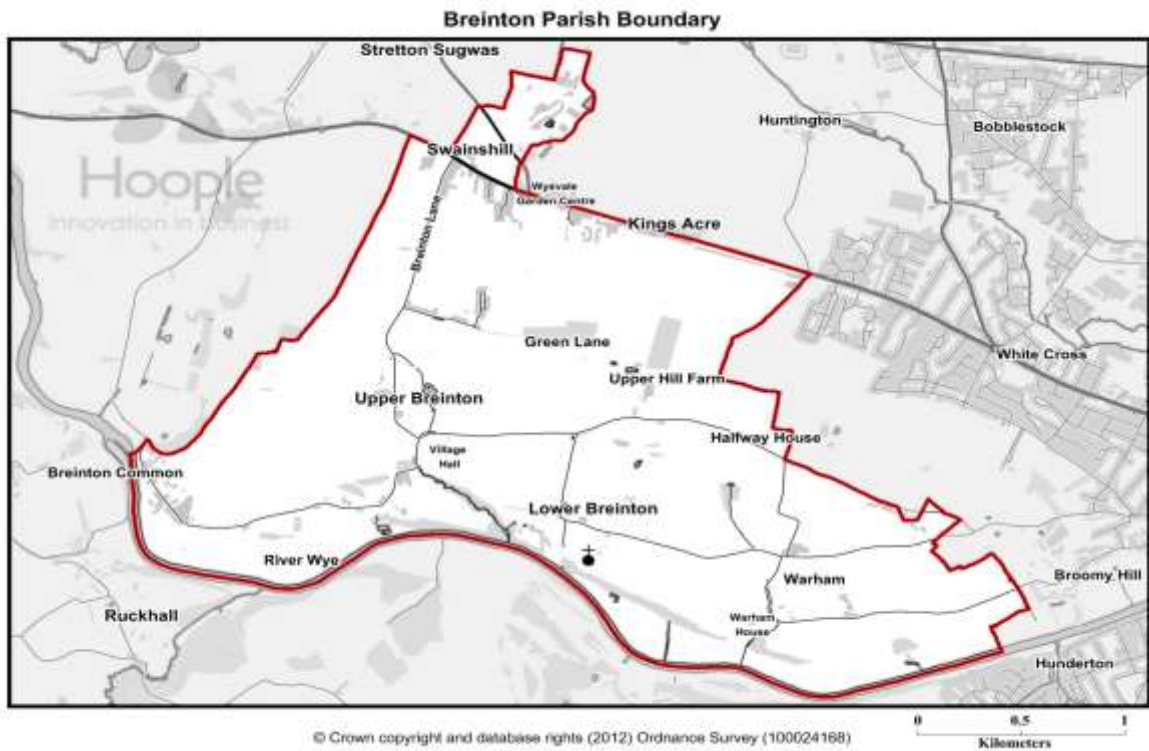 Breinton Parish Boundary
Stretton Sugwas
Huntington
Bobblestock
Swainshill
Hoople
Innovation in business
Wyevale
Garden Centre
Kings Acre
Breinton Lane
Green Lane
White Cross
Upper Hill Farm
Upper Breinton
Halfway House
Village
Hall
Breinton Common
Lower Breinton
River Wye
Warham
Broomy Hill
Ruckhall
Warham
House
Hunderton
© Crown copyright and database rights (2012) Ordnance Survey (100024168)
0 0.5 1
Kilometers